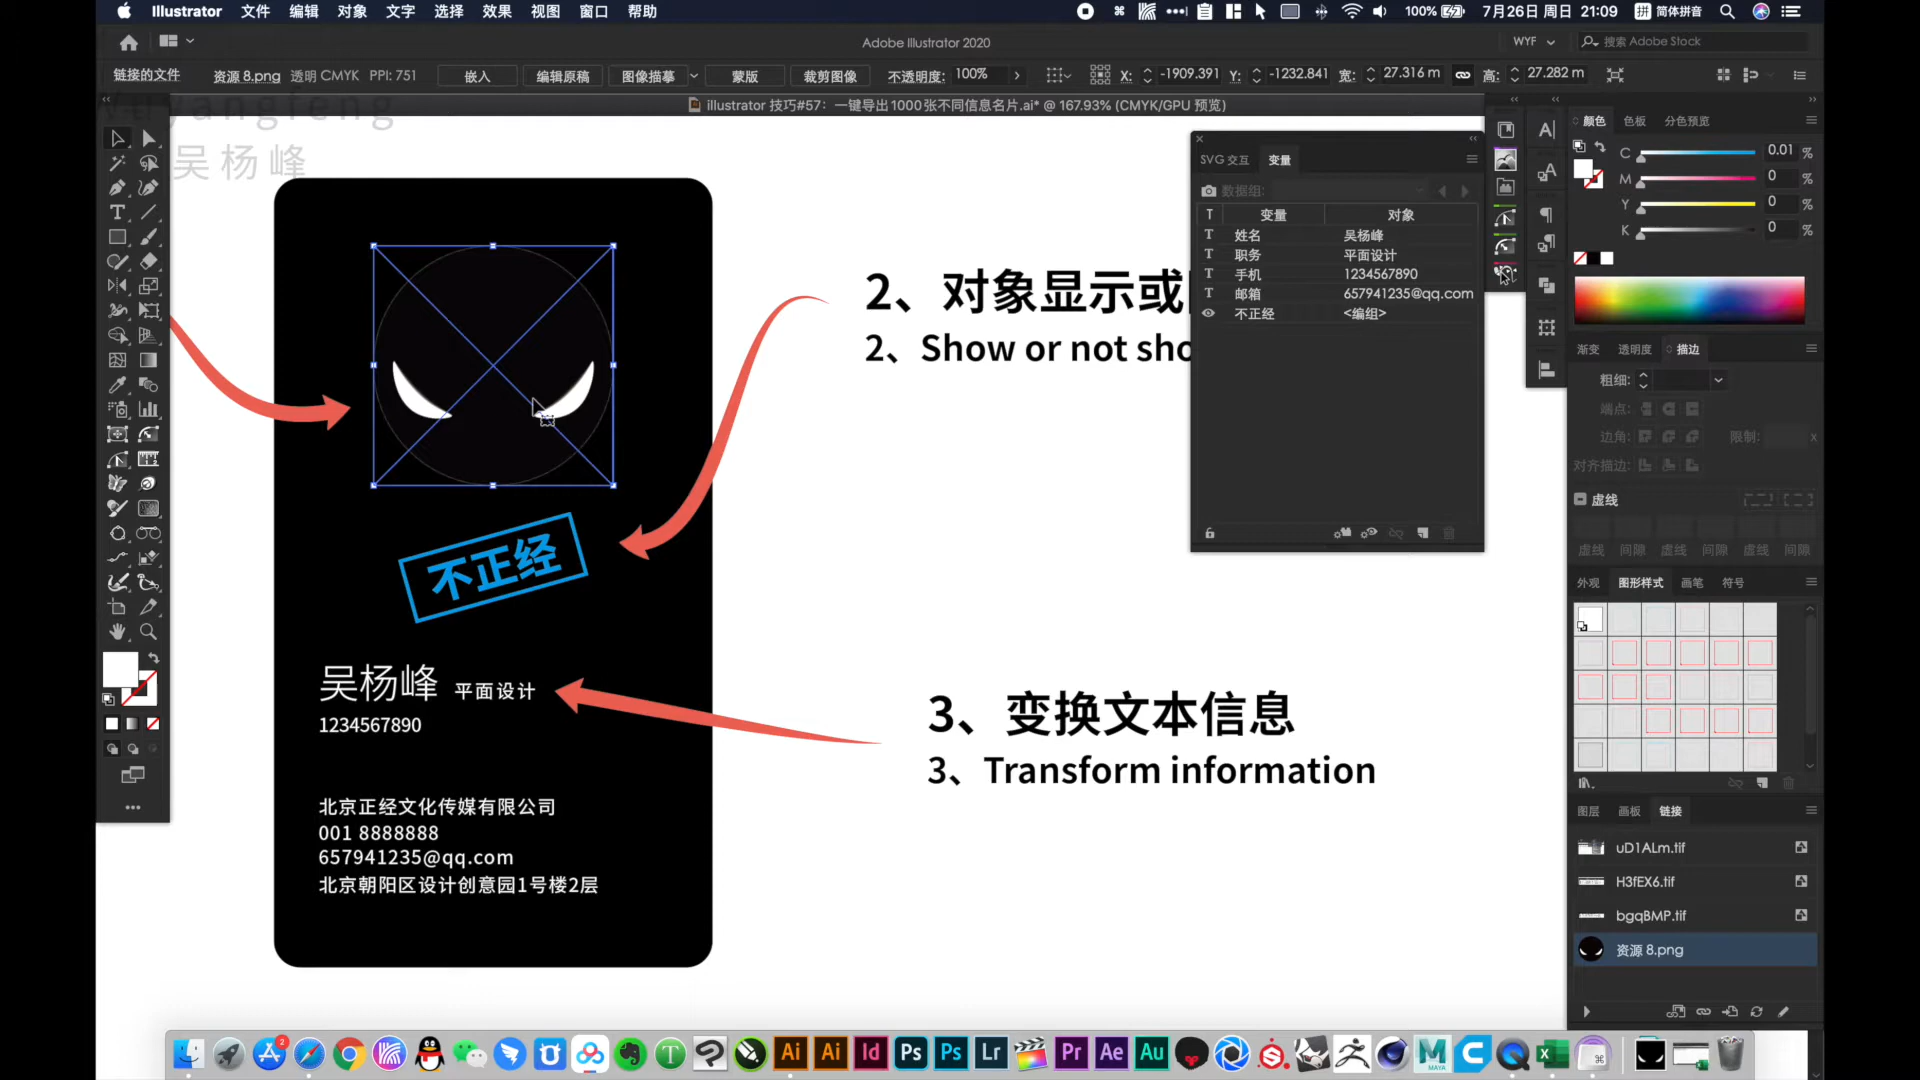 Illustrator 文件 编辑 对象 文字 选择 效果 视图 窗口 帮助 100% 7月26日 周日 21:09 拼 简体拼音
Adobe Illustrator 2020 WYF 搜索 Adobe Stock
链接的文件 资源 8.png 透明 CMYK PPI: 751 嵌入 编辑原稿 图像描摹 蒙版 裁剪图像 不透明度: 100% X: -1909.391 Y: -1232.841 宽: 27.316 m 高: 27.282 m
illustrator 技巧#57: 一键导出1000张不同信息名片.ai* @ 167.93% (CMYK/GPU 预览)
吴杨峰
2、对象显示或
2、Show or not sho
不正经
吴杨峰 平面设计
1234567890
3、变换文本信息
3、Transform information
北京正经文化传媒有限公司
001 8888888
657941235@qq.com
北京朝阳区设计创意园1号楼2层
SVG 交互 变量
数据组:
T 变量 对象
T 姓名 吴杨峰
T 职务 平面设计
T 手机 1234567890
T 邮箱 657941235@qq.com
不正经 <编组>
颜色 色板 分色预览
C 0.01 %
M 0 %
Y 0 %
K 0 %
渐变 透明度 描边
粗细:
端点:
边角: 限制: x
对齐描边:
虚线
虚线 间隙 虚线 间隙 虚线 间隙
外观 图形样式 画笔 符号
图层 画板 链接
uD1ALm.tif
H3fEX6.tif
bgqBMP.tif
资源 8.png
2 Ai Ai Id Ps Ps Lr Pr Ae Au MAYA